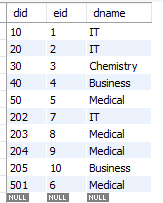 did eid dname
10 1 IT
20 2 IT
30 3 Chemistry
40 4 Business
50 5 Medical
202 7 IT
203 8 Medical
204 9 Medical
205 10 Business
501 6 Medical
NULL NULL NULL